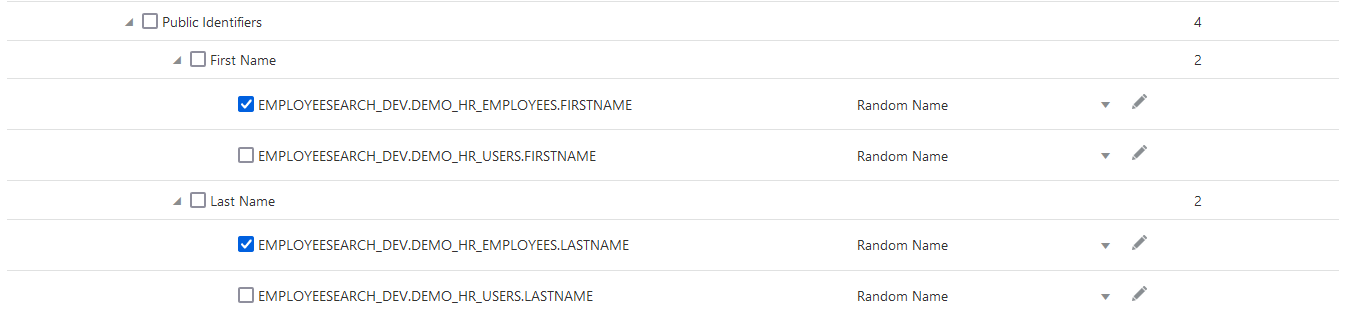 Public Identifiers 4
First Name 2
EMPLOYEESEARCH_DEV.DEMO_HR_EMPLOYEES.FIRSTNAME Random Name
EMPLOYEESEARCH_DEV.DEMO_HR_USERS.FIRSTNAME Random Name
Last Name 2
EMPLOYEESEARCH_DEV.DEMO_HR_EMPLOYEES.LASTNAME Random Name
EMPLOYEESEARCH_DEV.DEMO_HR_USERS.LASTNAME Random Name